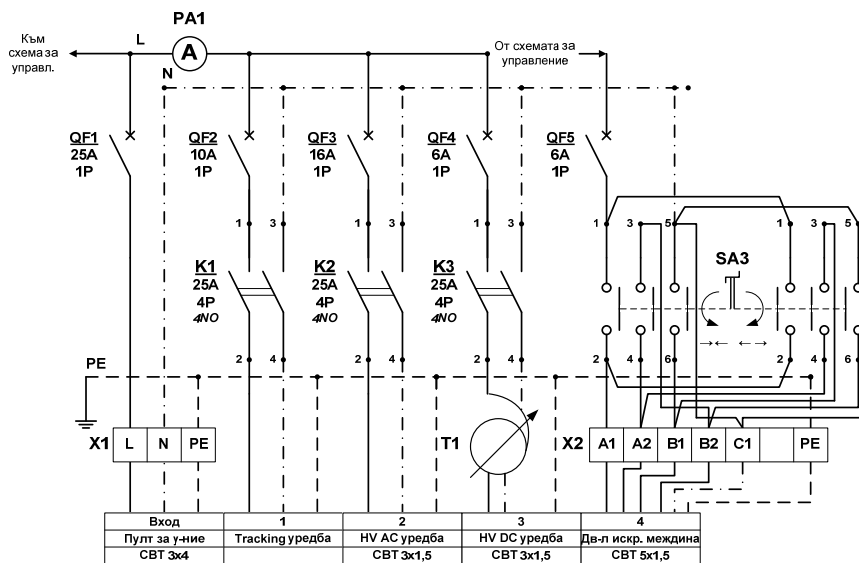 PA1
Към
схема за
управл.
L
A
От схемата за
управление
N
QF1
25A
1P
QF2
10A
1P
QF3
16A
1P
QF4
6A
1P
QF5
6A
1P
1 3 1 3 1 3 1 3 5 1 3 5
K1
25A
4P
4NO
K2
25A
4P
4NO
K3
25A
4P
4NO
SA3
2 4 2 4 2 4 2 4 6 2 4 6
PE
X1 L N PE
T1
X2 A1 A2 B1 B2 C1 PE
Вход 1 2 3 4
Пулт за у-ние Tracking уредба HV AC уредба HV DC уредба Дв-л искр. междина
СВТ 3x4 СВТ 3x1,5 СВТ 3x1,5 СВТ 5x1,5